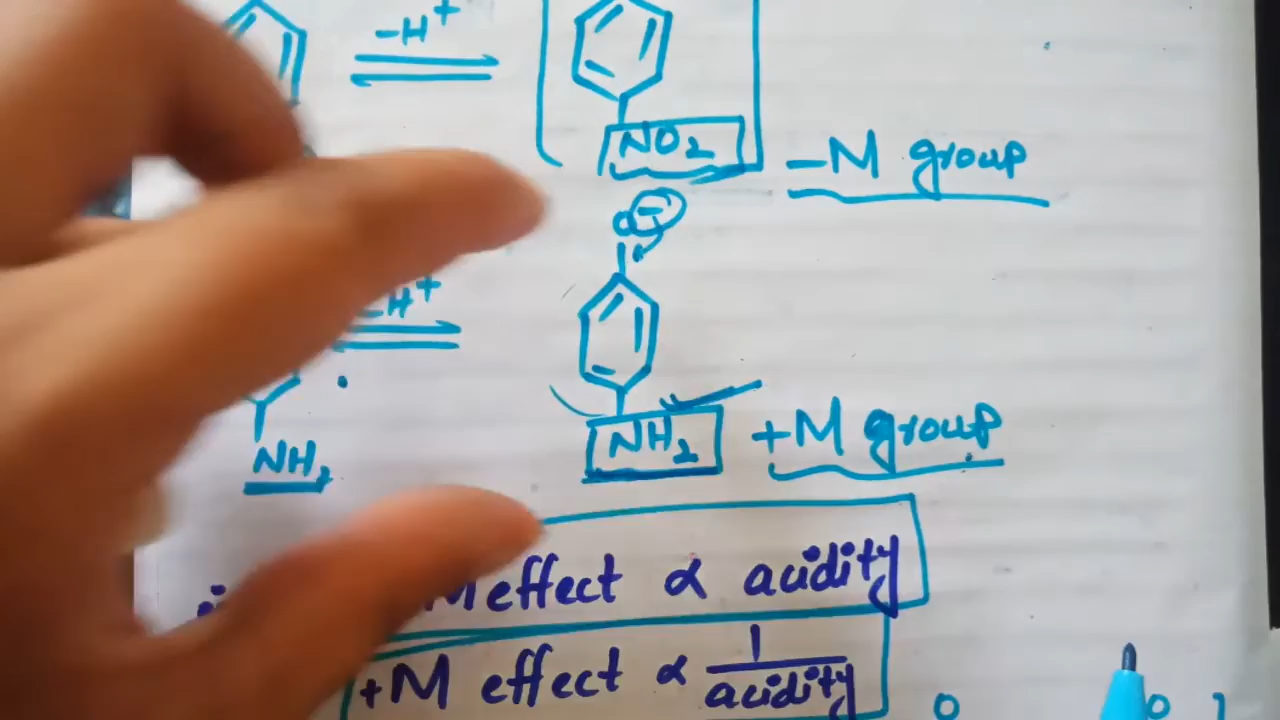 -H+
NO2
-M group
O-
-H+
NH2
NH2
+M group
M effect ∝ acidity
+M effect ∝ 1/acidity